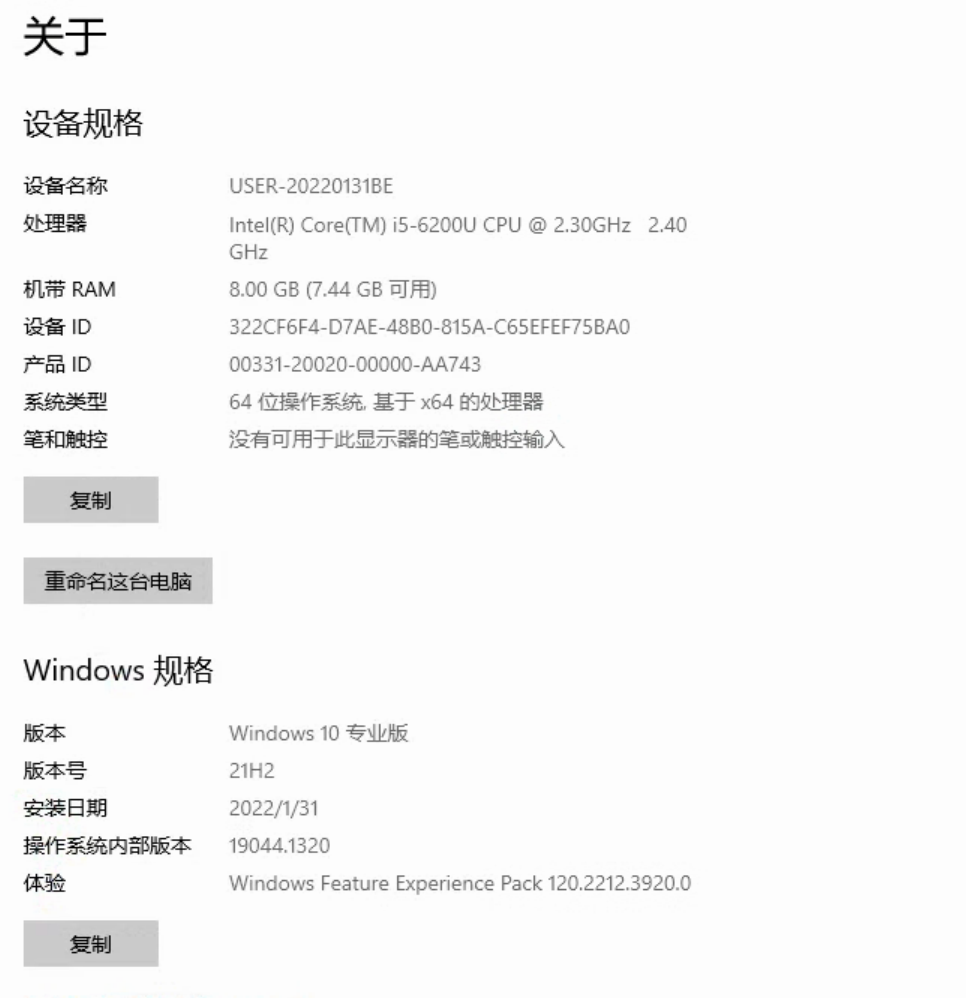 关于
设备规格
设备名称 USER-20220131BE
处理器 Intel(R) Core(TM) i5-6200U CPU @ 2.30GHz 2.40
GHz
机带 RAM 8.00 GB (7.44 GB 可用)
设备 ID 322CF6F4-D7AE-48B0-815A-C65EFEF75BA0
产品 ID 00331-20020-00000-AA743
系统类型 64 位操作系统, 基于 x64 的处理器
笔和触控 没有可用于此显示器的笔或触控输入
复制
重命名这台电脑
Windows 规格
版本 Windows 10 专业版
版本号 21H2
安装日期 2022/1/31
操作系统内部版本 19044.1320
体验 Windows Feature Experience Pack 120.2212.3920.0
复制